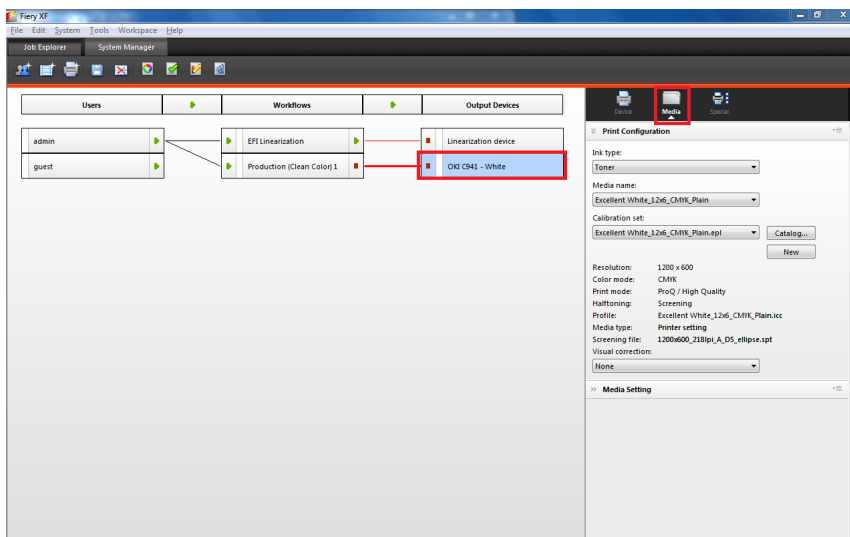 Fiery XF
File Edit System Tools Workspace Help
Job Explorer System Manager
Users Workflows Output Devices
admin EFI Linearization Linearization device
guest Production (Clean Color) 1 OKI C941 - White
Device Media Special
Print Configuration
Ink type:
Toner
Media name:
Excellent White_12x6_CMYK_Plain
Calibration set:
Excellent White_12x6_CMYK_Plain.epl Catalog...
New
Resolution: 1200 x 600
Color mode: CMYK
Print mode: ProQ / High Quality
Halftoning: Screening
Profile: Excellent White_12x6_CMYK_Plain.icc
Media type: Printer setting
Screening file: 1200x600_218lpi_A_D5_ellipse.spt
Visual correction:
None
Media Setting